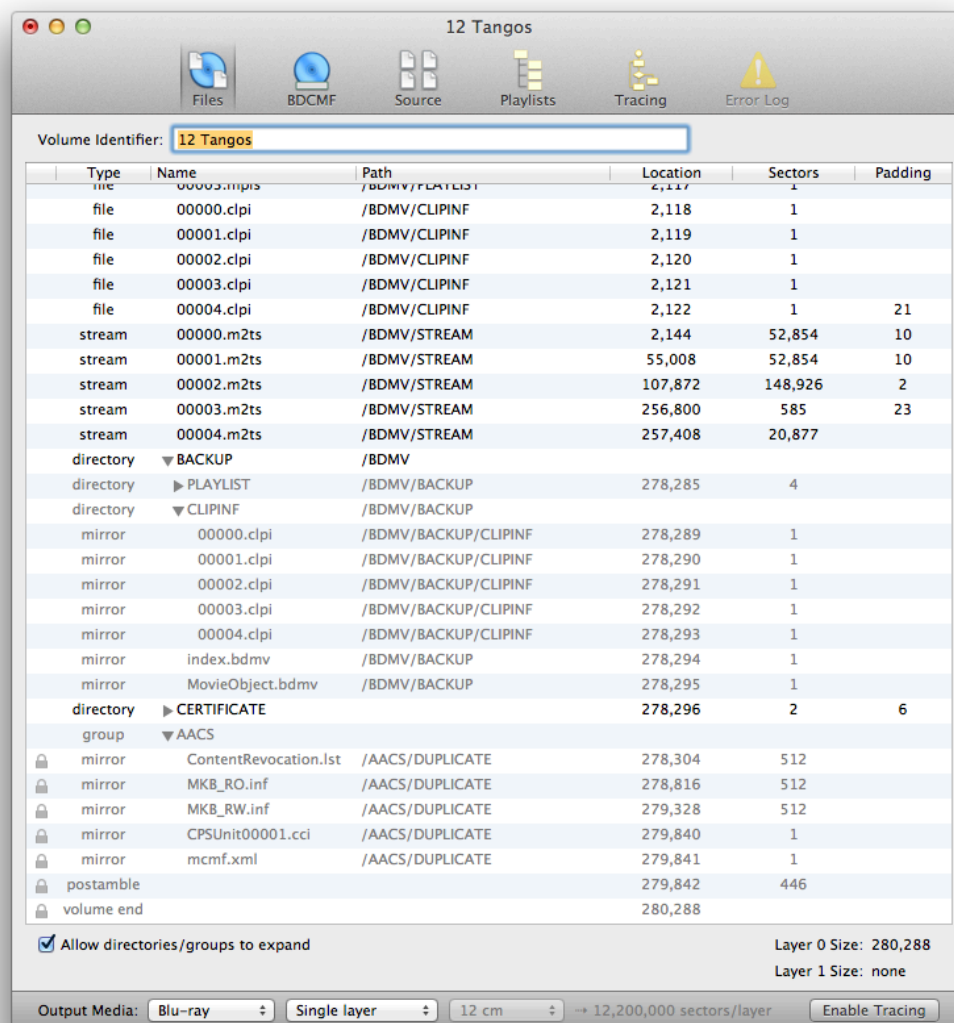 12 Tangos
Files BDCMF Source Playlists Tracing Error Log
Volume Identifier: 12 Tangos
Type Name Path Location Sectors Padding
file 00003.mpls /BDMV/PLAYLIST 2,117 1
file 00000.clpi /BDMV/CLIPINF 2,118 1
file 00001.clpi /BDMV/CLIPINF 2,119 1
file 00002.clpi /BDMV/CLIPINF 2,120 1
file 00003.clpi /BDMV/CLIPINF 2,121 1
file 00004.clpi /BDMV/CLIPINF 2,122 1 21
stream 00000.m2ts /BDMV/STREAM 2,144 52,854 10
stream 00001.m2ts /BDMV/STREAM 55,008 52,854 10
stream 00002.m2ts /BDMV/STREAM 107,872 148,926 2
stream 00003.m2ts /BDMV/STREAM 256,800 585 23
stream 00004.m2ts /BDMV/STREAM 257,408 20,877
directory BACKUP /BDMV
directory PLAYLIST /BDMV/BACKUP 278,285 4
directory CLIPINF /BDMV/BACKUP
mirror 00000.clpi /BDMV/BACKUP/CLIPINF 278,289 1
mirror 00001.clpi /BDMV/BACKUP/CLIPINF 278,290 1
mirror 00002.clpi /BDMV/BACKUP/CLIPINF 278,291 1
mirror 00003.clpi /BDMV/BACKUP/CLIPINF 278,292 1
mirror 00004.clpi /BDMV/BACKUP/CLIPINF 278,293 1
mirror index.bdmv /BDMV/BACKUP 278,294 1
mirror MovieObject.bdmv /BDMV/BACKUP 278,295 1
directory CERTIFICATE 278,296 2 6
group AACS
mirror ContentRevocation.lst /AACS/DUPLICATE 278,304 512
mirror MKB_RO.inf /AACS/DUPLICATE 278,816 512
mirror MKB_RW.inf /AACS/DUPLICATE 279,328 512
mirror CPSUnit00001.cci /AACS/DUPLICATE 279,840 1
mirror mcmf.xml /AACS/DUPLICATE 279,841 1
postamble 279,842 446
volume end 280,288
Allow directories/groups to expand Layer 0 Size: 280,288
Layer 1 Size: none
Output Media: Blu-ray Single layer 12 cm → 12,200,000 sectors/layer Enable Tracing